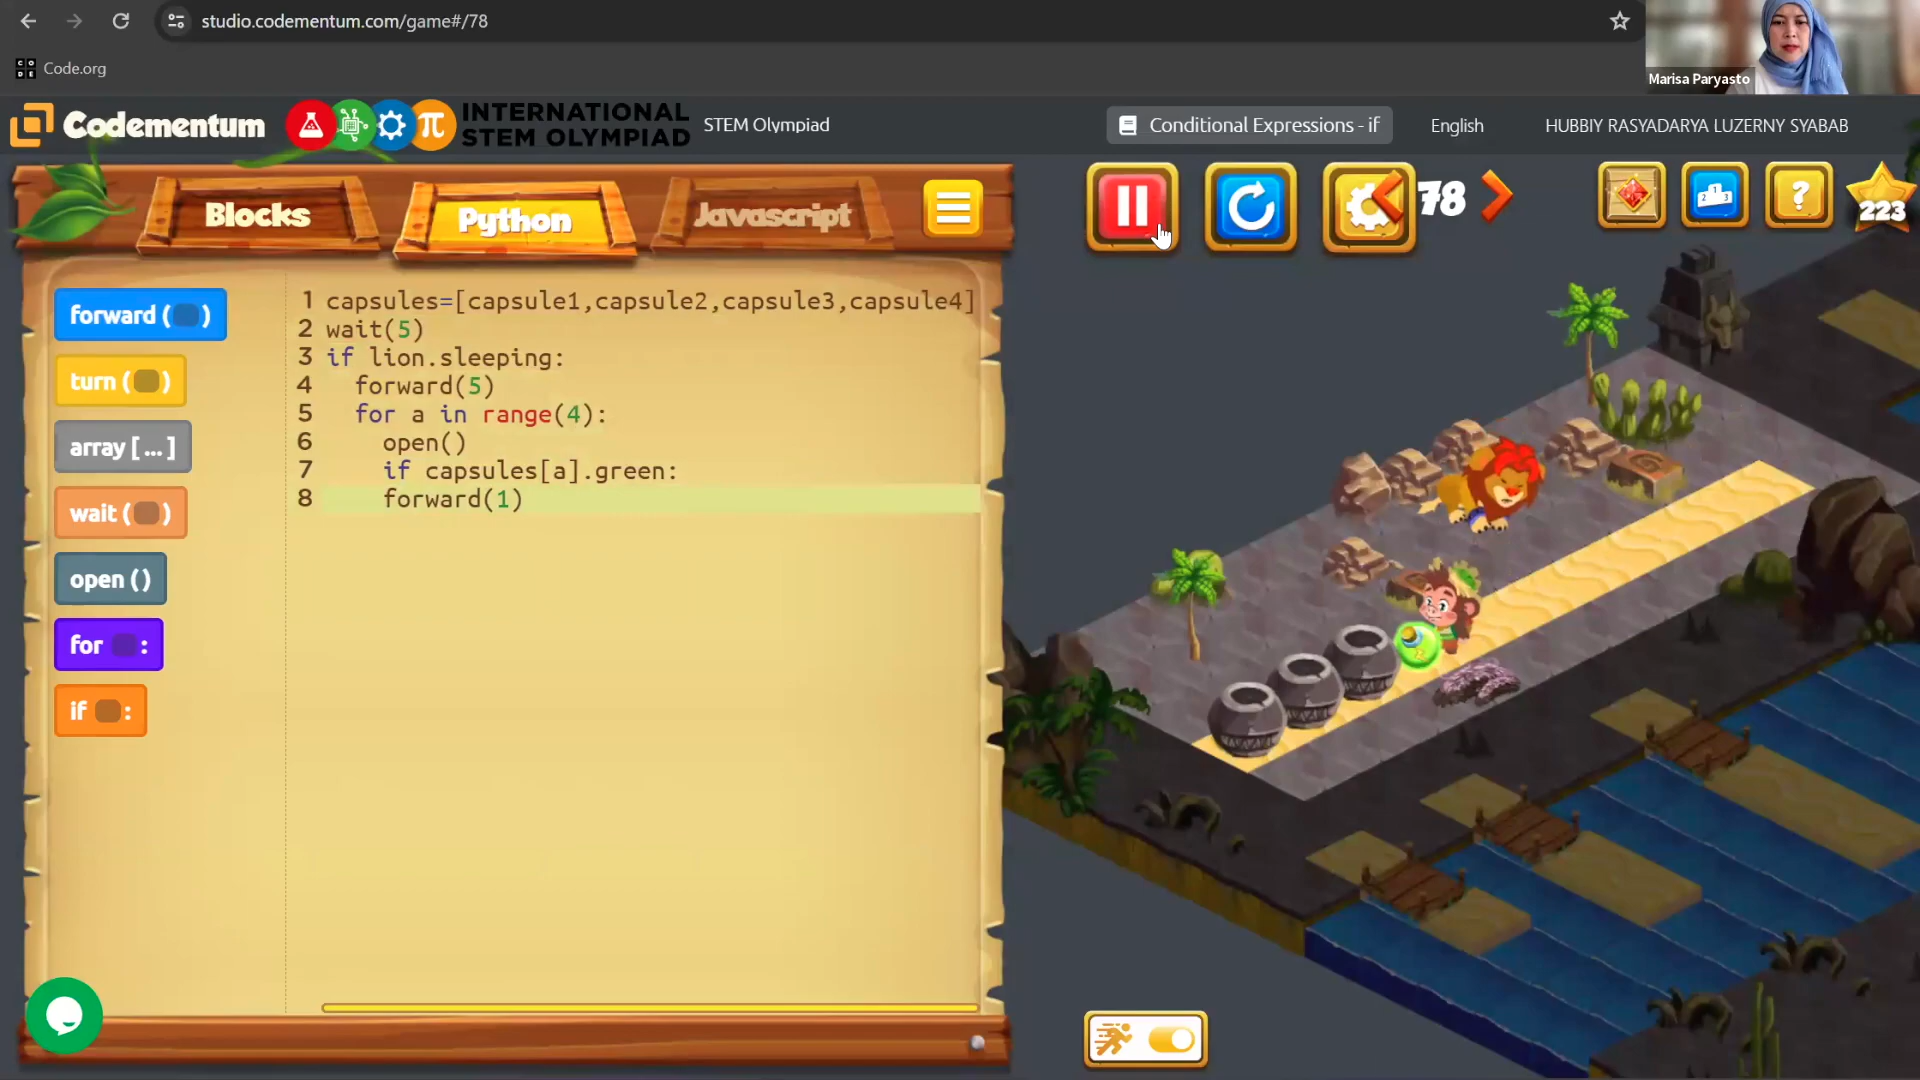 studio.codementum.com/game#/78
Code.org
Marisa Paryasto
Codementum
INTERNATIONAL
STEM OLYMPIAD
STEM Olympiad
Conditional Expressions - if
English
HUBBIY RASYADARYA LUZERNY SYABAB
Blocks
Python
Javascript
78
223
forward ( )
turn ( )
array [ ... ]
wait ( )
open ()
for :
if :
1 capsules=[capsule1,capsule2,capsule3,capsule4]
2 wait(5)
3 if lion.sleeping:
4 forward(5)
5 for a in range(4):
6 open()
7 if capsules[a].green:
8 forward(1)